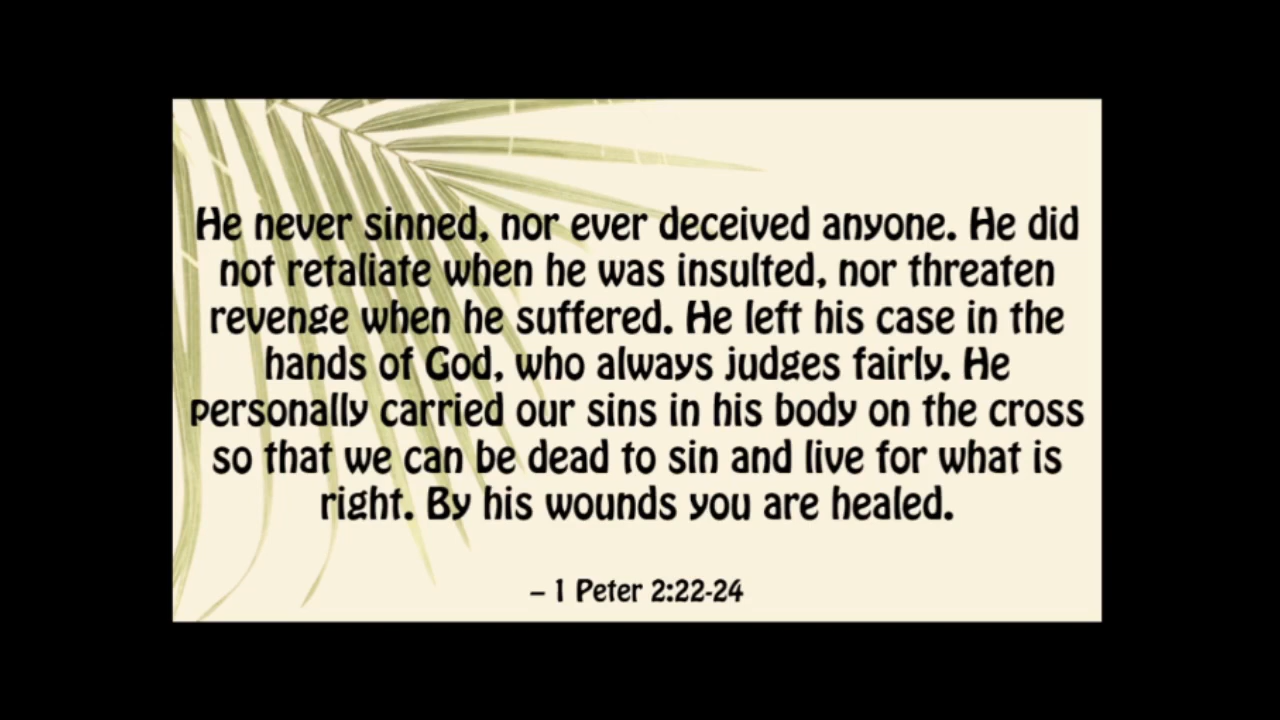 He never sinned, nor ever deceived anyone. He did
not retaliate when he was insulted, nor threaten
revenge when he suffered. He left his case in the
hands of God, who always judges fairly. He
personally carried our sins in his body on the cross
so that we can be dead to sin and live for what is
right. By his wounds you are healed.
– 1 Peter 2:22-24